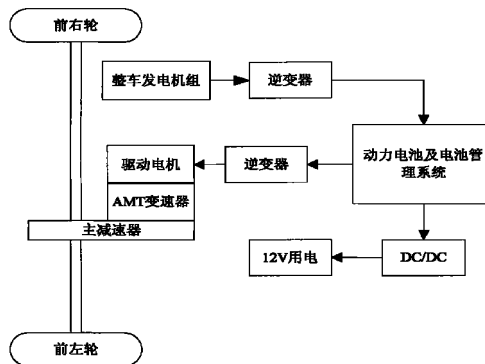 前右轮
整车发电机组
逆变器
动力电池及电池管
理系统
驱动电机
逆变器
AMT变速器
主减速器
12V用电
DC/DC
前左轮